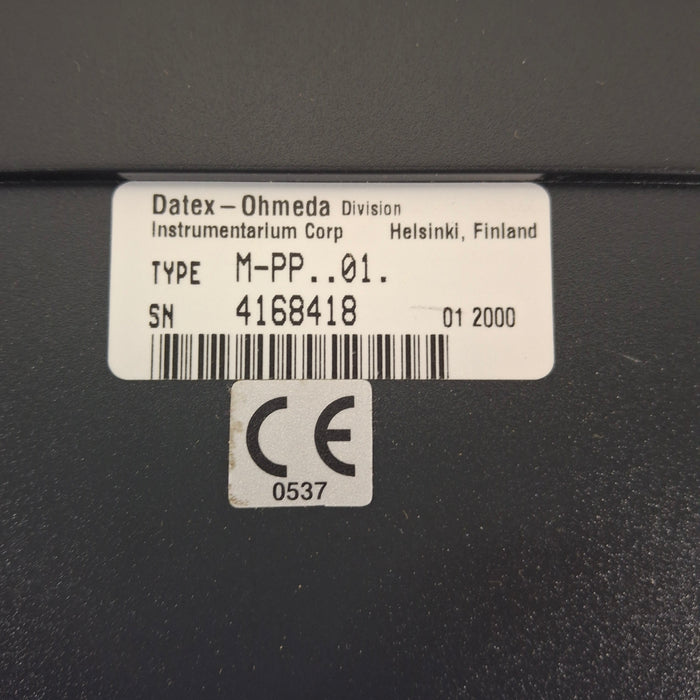 Datex-Ohmeda Division
Instrumentarium Corp Helsinki, Finland
TYPE M-PP..01.
SN 4168418 01 2000
CE
0537